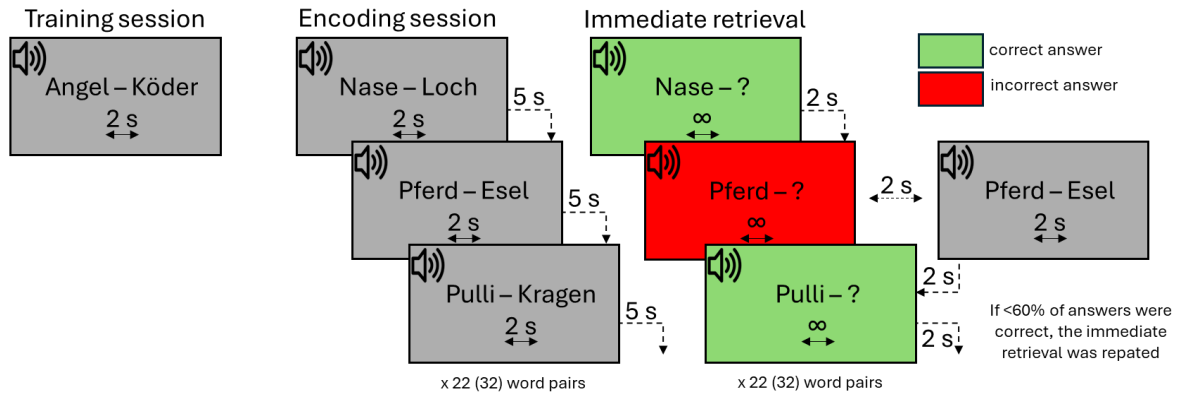 Training session
Angel – Köder
2 s
Encoding session
Nase – Loch
2 s
5 s
Pferd – Esel
2 s
5 s
Pulli – Kragen
2 s
5 s
x 22 (32) word pairs
Immediate retrieval
Nase – ?
∞
2 s
Pferd – ?
∞
2 s
Pferd – Esel
2 s
2 s
Pulli – ?
∞
2 s
x 22 (32) word pairs
correct answer
incorrect answer
If <60% of answers were
correct, the immediate
retrieval was repated